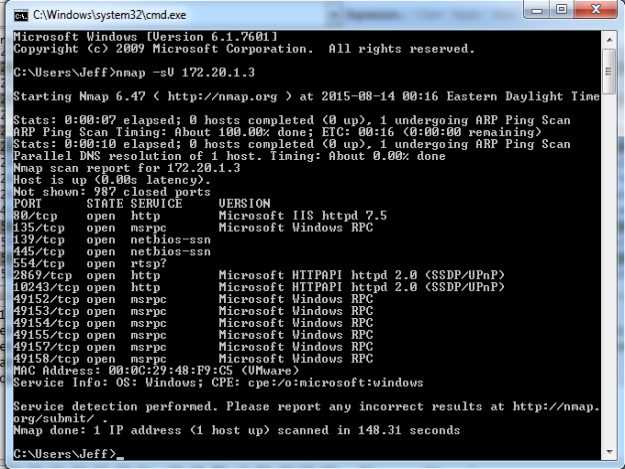 C:\Windows\system32\cmd.exe
Microsoft Windows [Version 6.1.7601]
Copyright (c) 2009 Microsoft Corporation.  All rights reserved.
C:\Users\Jeff>nmap -sV 172.20.1.3
Starting Nmap 6.47 ( http://nmap.org ) at 2015-08-14 00:16 Eastern Daylight Time
Stats: 0:00:07 elapsed; 0 hosts completed (0 up), 1 undergoing ARP Ping Scan
ARP Ping Scan Timing: About 100.00% done; ETC: 00:16 (0:00:00 remaining)
Stats: 0:00:10 elapsed; 0 hosts completed (0 up), 1 undergoing ARP Ping Scan
Parallel DNS resolution of 1 host. Timing: About 0.00% done
Nmap scan report for 172.20.1.3
Host is up (0.00s latency).
Not shown: 987 closed ports
PORT      STATE SERVICE     VERSION
80/tcp    open  http        Microsoft IIS httpd 7.5
135/tcp   open  msrpc       Microsoft Windows RPC
139/tcp   open  netbios-ssn
445/tcp   open  netbios-ssn
554/tcp   open  rtsp?
2869/tcp  open  http        Microsoft HTTPAPI httpd 2.0 (SSDP/UPnP)
10243/tcp open  http        Microsoft HTTPAPI httpd 2.0 (SSDP/UPnP)
49152/tcp open  msrpc       Microsoft Windows RPC
49153/tcp open  msrpc       Microsoft Windows RPC
49154/tcp open  msrpc       Microsoft Windows RPC
49155/tcp open  msrpc       Microsoft Windows RPC
49157/tcp open  msrpc       Microsoft Windows RPC
49158/tcp open  msrpc       Microsoft Windows RPC
MAC Address: 00:0C:29:48:F9:C5 (VMware)
Service Info: OS: Windows; CPE: cpe:/o:microsoft:windows
Service detection performed. Please report any incorrect results at http://nmap.
org/submit/ .
Nmap done: 1 IP address (1 host up) scanned in 148.31 seconds
C:\Users\Jeff>_